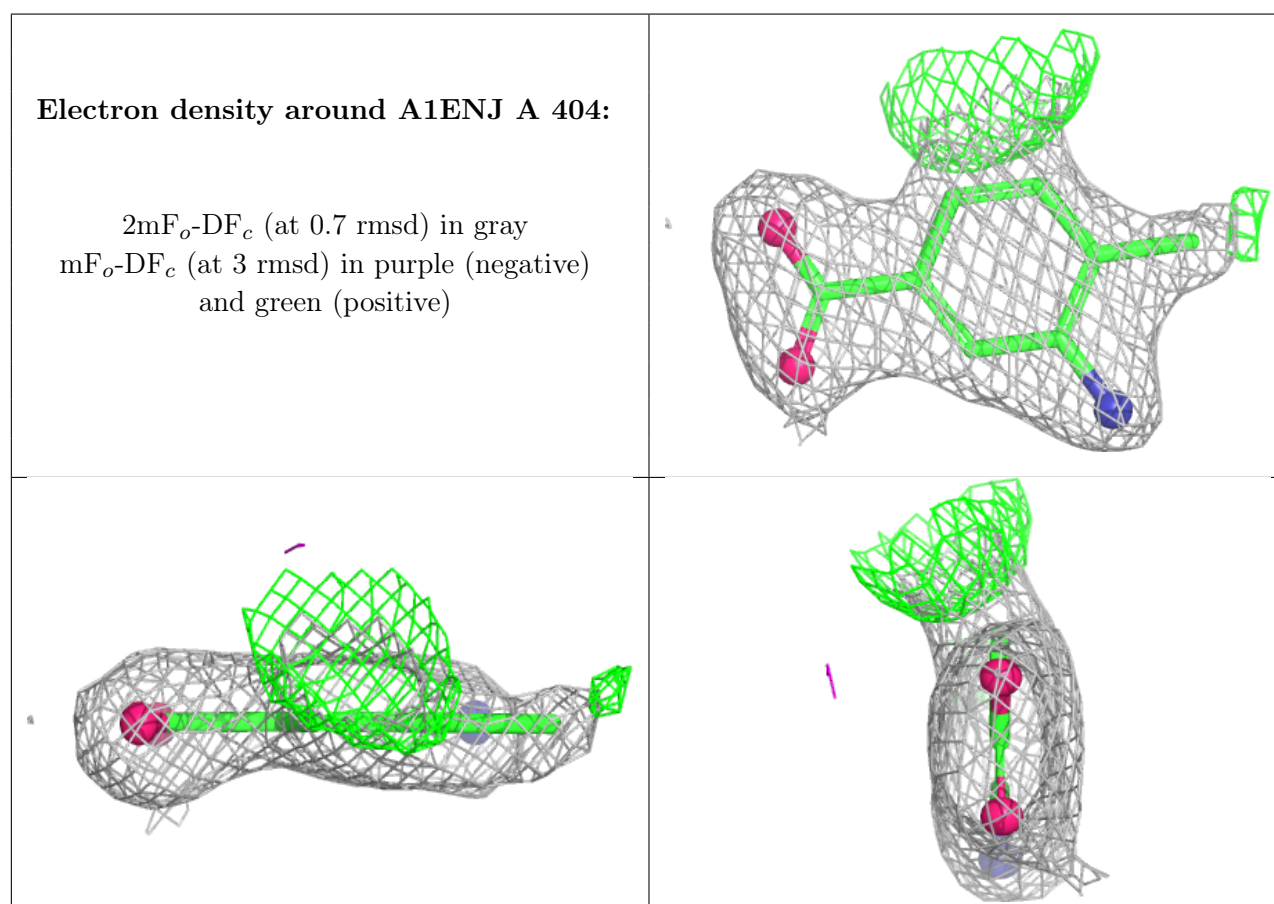 Electron density around A1ENJ A 404:
2mFo-DFc (at 0.7 rmsd) in gray
mFo-DFc (at 3 rmsd) in purple (negative)
and green (positive)